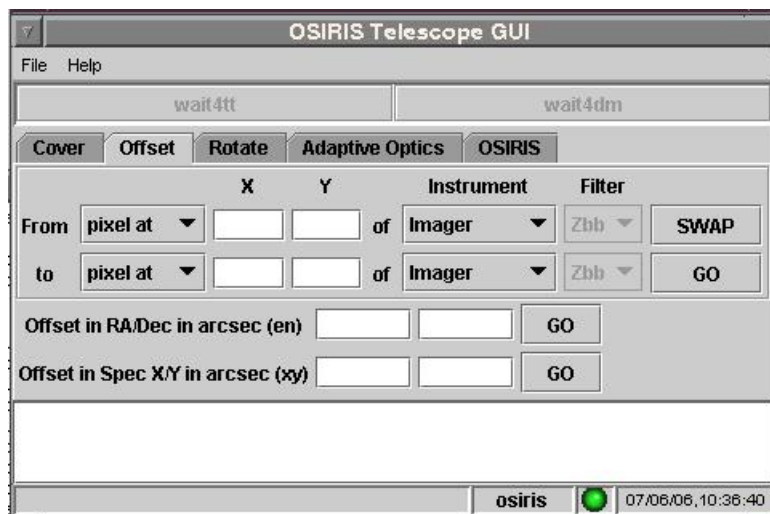 OSIRIS Telescope GUI
File Help
wait4tt wait4dm
Cover Offset Rotate Adaptive Optics OSIRIS
X Y Instrument Filter
From pixel at of Imager Zbb SWAP
to pixel at of Imager Zbb GO
Offset in RA/Dec in arcsec (en) GO
Offset in Spec X/Y in arcsec (xy) GO
osiris 07/06/06,10:36:40